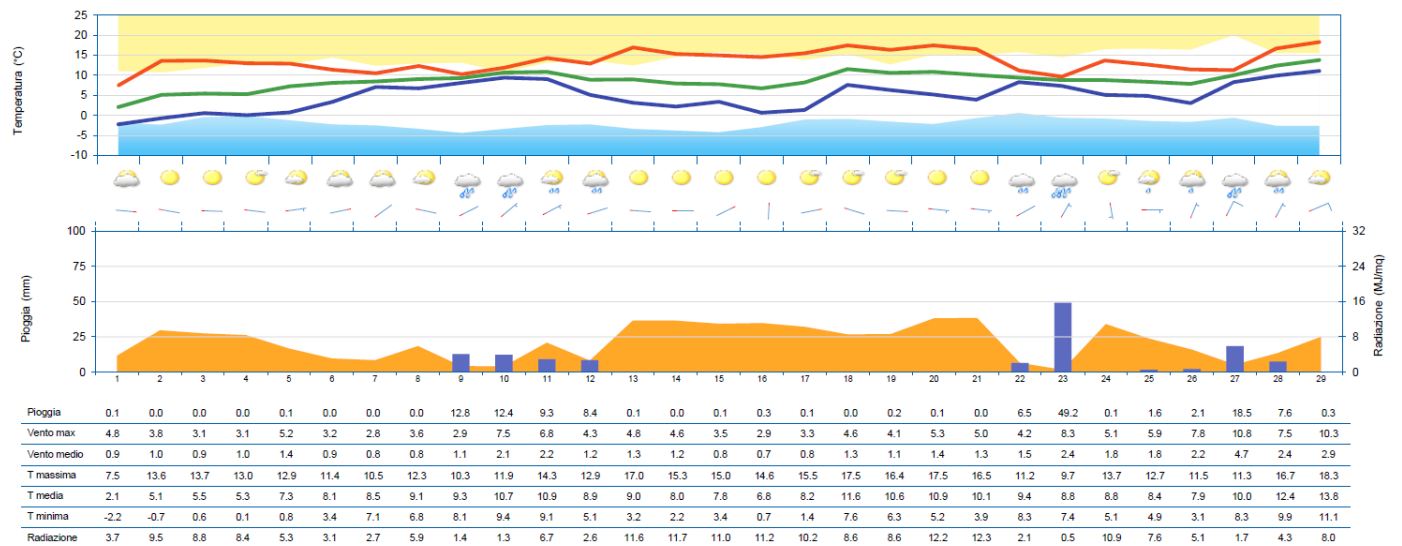 25
20
15
10
5
0
-5
-10
Temperatura (°C)
100
75
50
25
0
Pioggia (mm)
32
24
16
8
0
Radiazione (MJ/mq)
1 2 3 4 5 6 7 8 9 10 11 12 13 14 15 16 17 18 19 20 21 22 23 24 25 26 27 28 29
Pioggia 0.1 0.0 0.0 0.0 0.1 0.0 0.0 0.0 12.8 12.4 9.3 8.4 0.1 0.0 0.1 0.3 0.1 0.0 0.2 0.1 0.0 6.5 49.2 0.1 1.6 2.1 18.5 7.6 0.3
Vento max 4.8 3.8 3.1 3.1 5.2 3.2 2.8 3.6 2.9 7.5 6.8 4.3 4.8 4.6 3.5 2.9 3.3 4.6 4.1 5.3 5.0 4.2 8.3 5.1 5.9 7.8 10.8 7.5 10.3
Vento medio 0.9 1.0 0.9 1.0 1.4 0.9 0.8 0.8 1.1 2.1 2.2 1.2 1.3 1.2 0.8 0.7 0.8 1.3 1.1 1.4 1.3 1.5 2.4 1.8 1.8 2.2 4.7 2.4 2.9
T massima 7.5 13.6 13.7 13.0 12.9 11.4 10.5 12.3 10.3 11.9 14.3 12.9 17.0 15.3 15.0 14.6 15.5 17.5 16.4 17.5 16.5 11.2 9.7 13.7 12.7 11.5 11.3 16.7 18.3
T media 2.1 5.1 5.5 5.3 7.3 8.1 8.5 9.1 9.3 10.7 10.9 8.9 9.0 8.0 7.8 6.8 8.2 11.6 10.6 10.9 10.1 9.4 8.8 8.8 8.4 7.9 10.0 12.4 13.8
T minima -2.2 -0.7 0.6 0.1 0.8 3.4 7.1 6.8 8.1 9.4 9.1 5.1 3.2 2.2 3.4 0.7 1.4 7.6 6.3 5.2 3.9 8.3 7.4 5.1 4.9 3.1 8.3 9.9 11.1
Radiazione 3.7 9.5 8.8 8.4 5.3 3.1 2.7 5.9 1.4 1.3 6.7 2.6 11.6 11.7 11.0 11.2 10.2 8.6 8.6 12.2 12.3 2.1 0.5 10.9 7.6 5.1 1.7 4.3 8.0